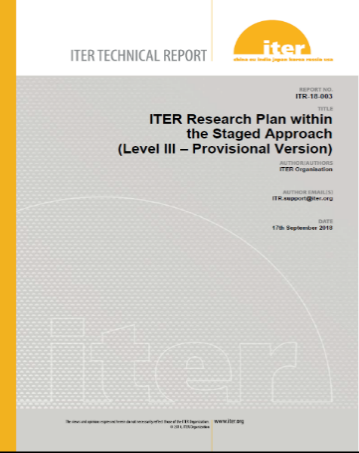 ITER TECHNICAL REPORT
iter
china eu india japan korea russia usa
REPORT NO.
ITR-18-003
TITLE
ITER Research Plan within
the Staged Approach
(Level III – Provisional Version)
AUTHOR/AUTHORS
ITER Organization
AUTHOR EMAIL(S)
ITR.support@iter.org
DATE
17th September 2018
iter
The views and opinions expressed herein do not necessarily reflect those of the ITER Organization
www.iter.org